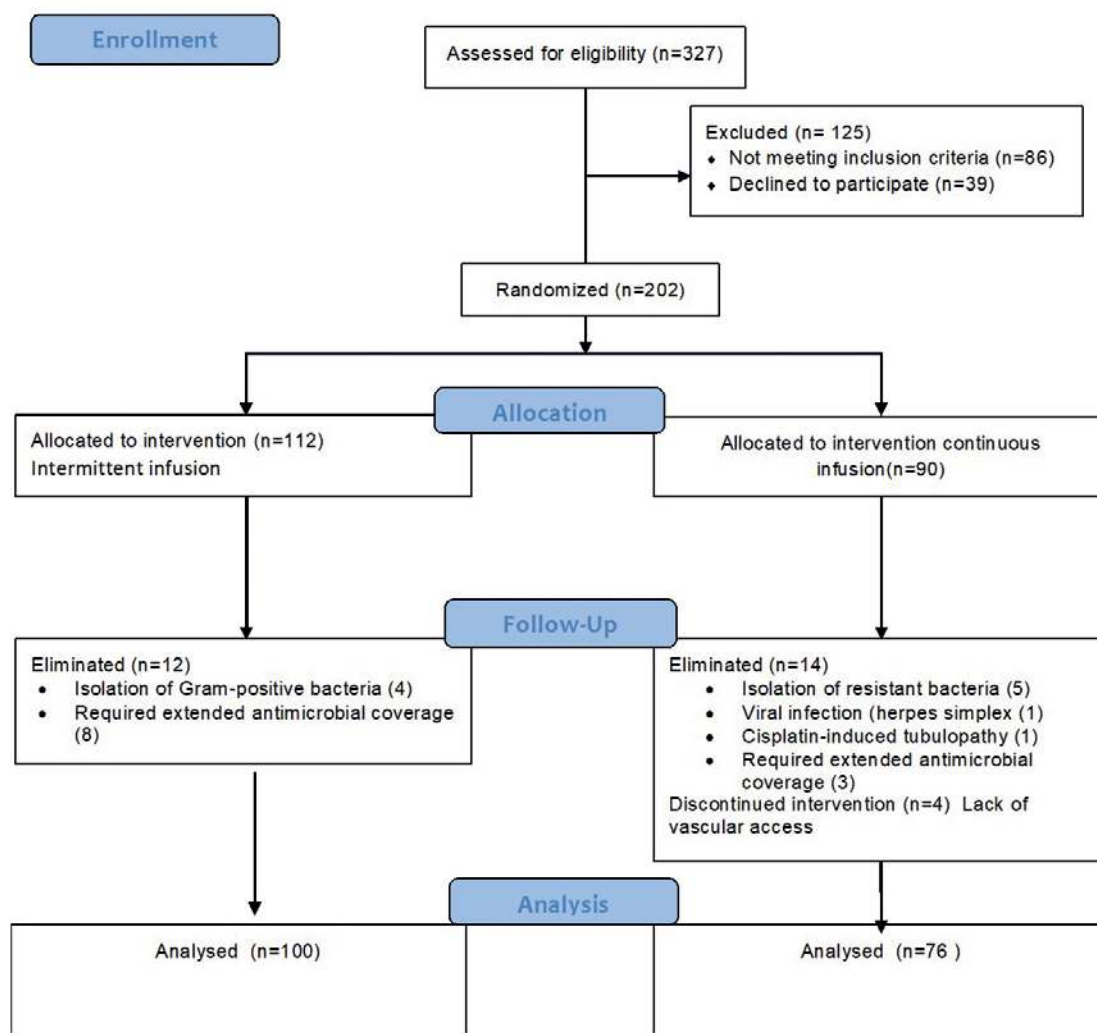 Enrollment
Assessed for eligibility (n=327)
Excluded (n= 125)
♦ Not meeting inclusion criteria (n=86)
♦ Declined to participate (n=39)
Randomized (n=202)
Allocation
Allocated to intervention (n=112)
Intermittent infusion
Allocated to intervention continuous
infusion(n=90)
Follow-Up
Eliminated (n=12)
• Isolation of Gram-positive bacteria (4)
• Required extended antimicrobial coverage
(8)
Eliminated (n=14)
• Isolation of resistant bacteria (5)
• Viral infection (herpes simplex (1)
• Cisplatin-induced tubulopathy (1)
• Required extended antimicrobial
coverage (3)
Discontinued intervention (n=4) Lack of
vascular access
Analysis
Analysed (n=100)
Analysed (n=76 )